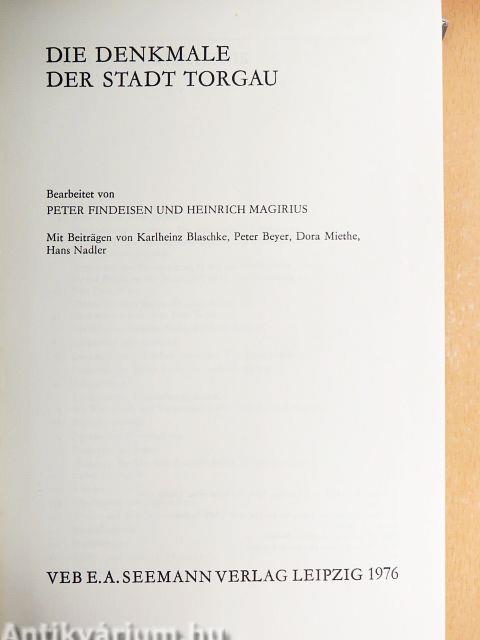 DIE DENKMALE
DER STADT TORGAU
Bearbeitet von
PETER FINDEISEN UND HEINRICH MAGIRIUS
Mit Beiträgen von Karlheinz Blaschke, Peter Beyer, Dora Miethe,
Hans Nadler
VEB E.A. SEEMANN VERLAG LEIPZIG 1976
Antikvárium.hu